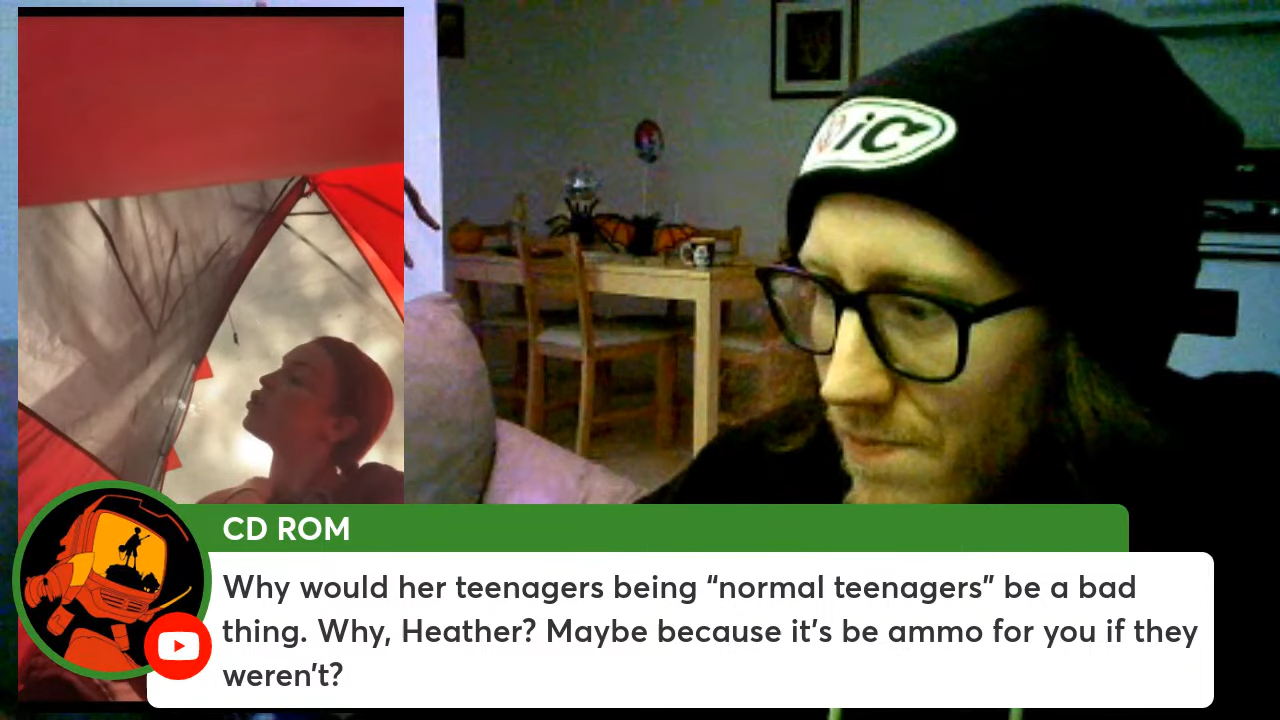 BiC
CD ROM
Why would her teenagers being “normal teenagers” be a bad
thing. Why, Heather? Maybe because it’s be ammo for you if they
weren’t?